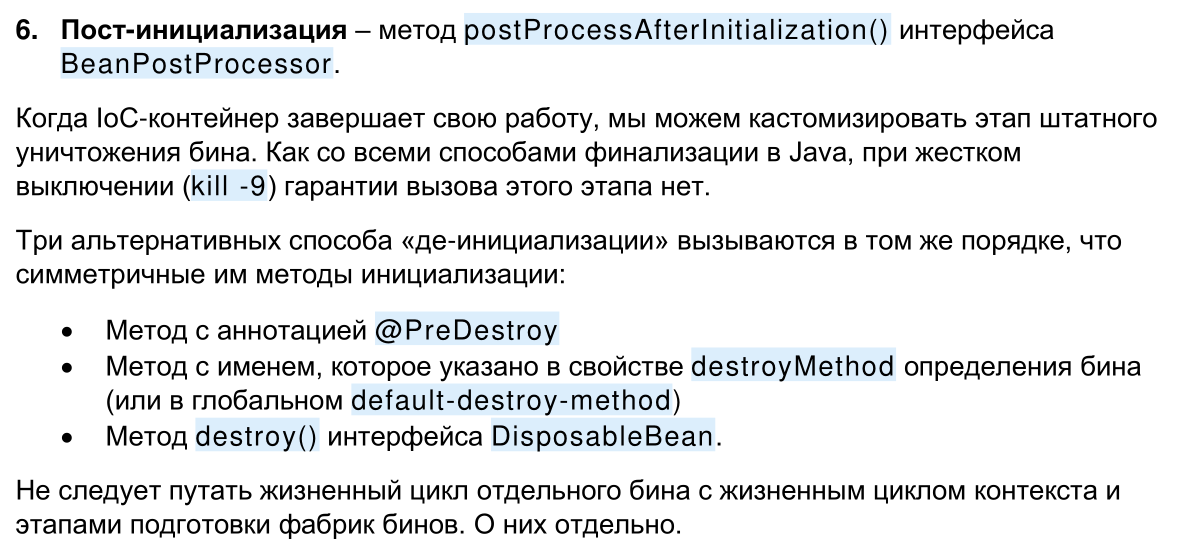 6. Пост-инициализация – метод postProcessAfterInitialization() интерфейса
BeanPostProcessor.
Когда IoC-контейнер завершает свою работу, мы можем кастомизировать этап штатного
уничтожения бина. Как со всеми способами финализации в Java, при жестком
выключении (kill -9) гарантии вызова этого этапа нет.
Три альтернативных способа «де-инициализации» вызываются в том же порядке, что
симметричные им методы инициализации:
• Метод с аннотацией @PreDestroy
• Метод с именем, которое указано в свойстве destroyMethod определения бина
(или в глобальном default-destroy-method)
• Метод destroy() интерфейса DisposableBean.
Не следует путать жизненный цикл отдельного бина с жизненным циклом контекста и
этапами подготовки фабрик бинов. О них отдельно.